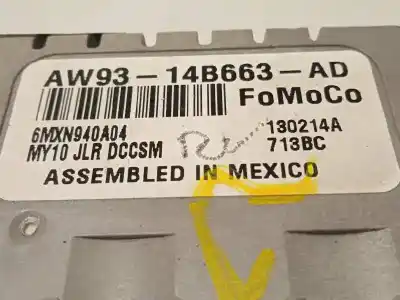 AW93-14B663-AD
FoMoCo
6MXN940A04 130214A
MY10 JLR DCCSM 713BC
ASSEMBLED IN MEXICO